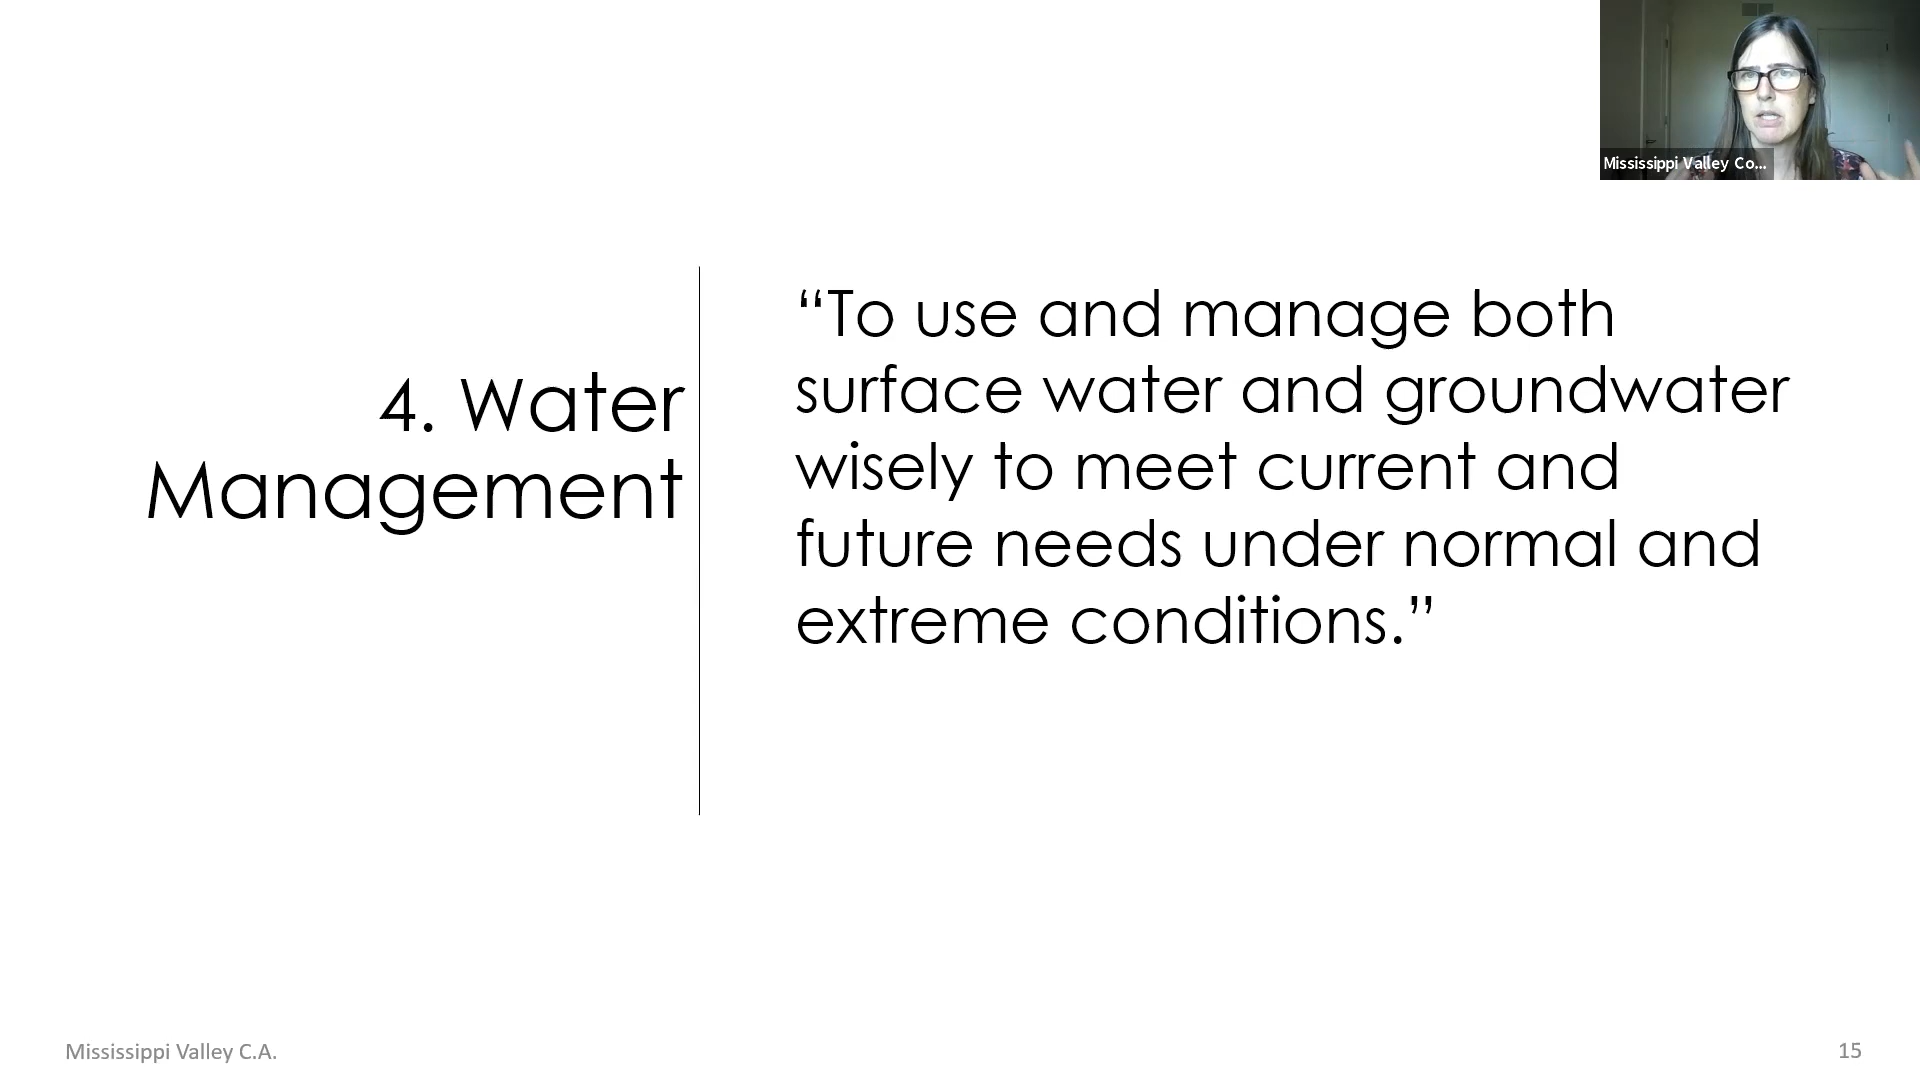 Mississippi Valley Co...
4. Water
Management
“To use and manage both
surface water and groundwater
wisely to meet current and
future needs under normal and
extreme conditions.”
Mississippi Valley C.A.
15